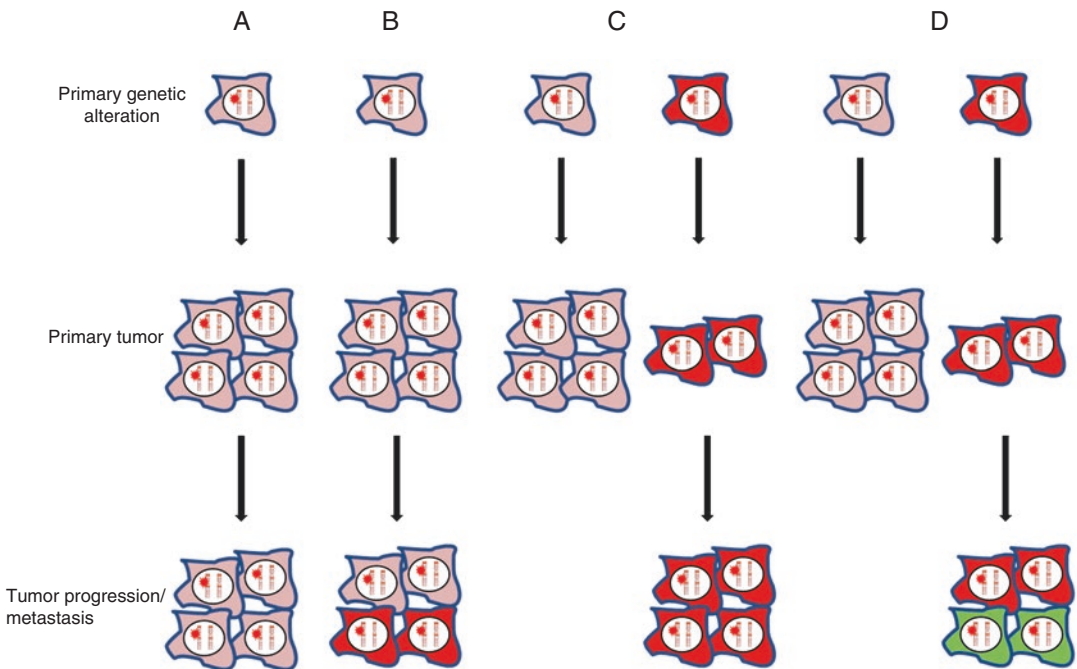 A
B
C
D
Primary genetic
alteration
Primary tumor
Tumor progression/
metastasis